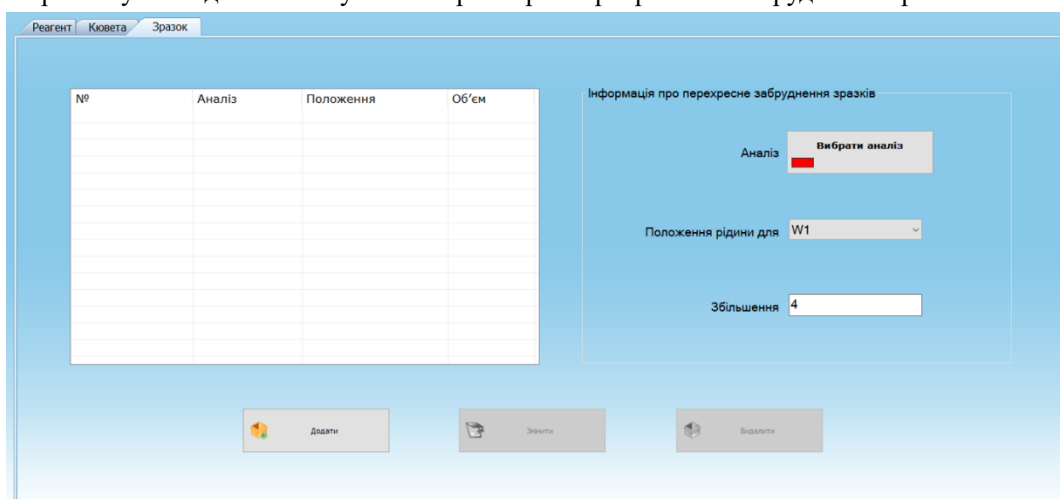 Реагент Кювета Зразок
№ Аналіз Положення Об'єм
Інформація про перехресне забруднення зразків
Аналіз Вибрати аналіз
Положення рідини для W1
Збільшення 4
Додати Змінити Видалити